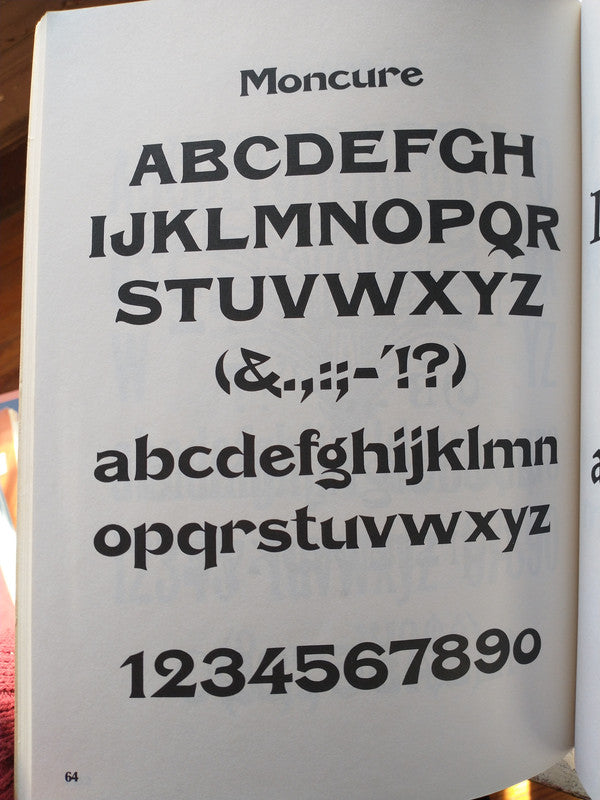 Moncure
ABCDEFGH
IJKLMNOPQR
STUVWXYZ
(&.,:;-'!?)
abcdefghijklmn
opqrstuvwxyz
1234567890
64